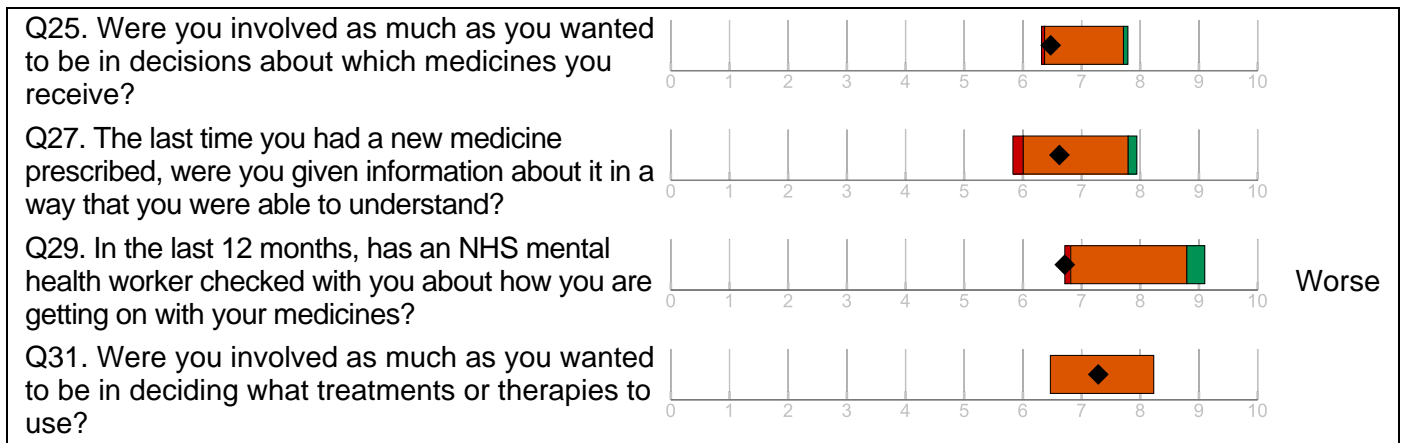 Q25. Were you involved as much as you wanted
to be in decisions about which medicines you
receive?
0 1 2 3 4 5 6 7 8 9 10
Q27. The last time you had a new medicine
prescribed, were you given information about it in a
way that you were able to understand?
0 1 2 3 4 5 6 7 8 9 10
Q29. In the last 12 months, has an NHS mental
health worker checked with you about how you are
getting on with your medicines?
0 1 2 3 4 5 6 7 8 9 10
Worse
Q31. Were you involved as much as you wanted
to be in deciding what treatments or therapies to
use?
0 1 2 3 4 5 6 7 8 9 10